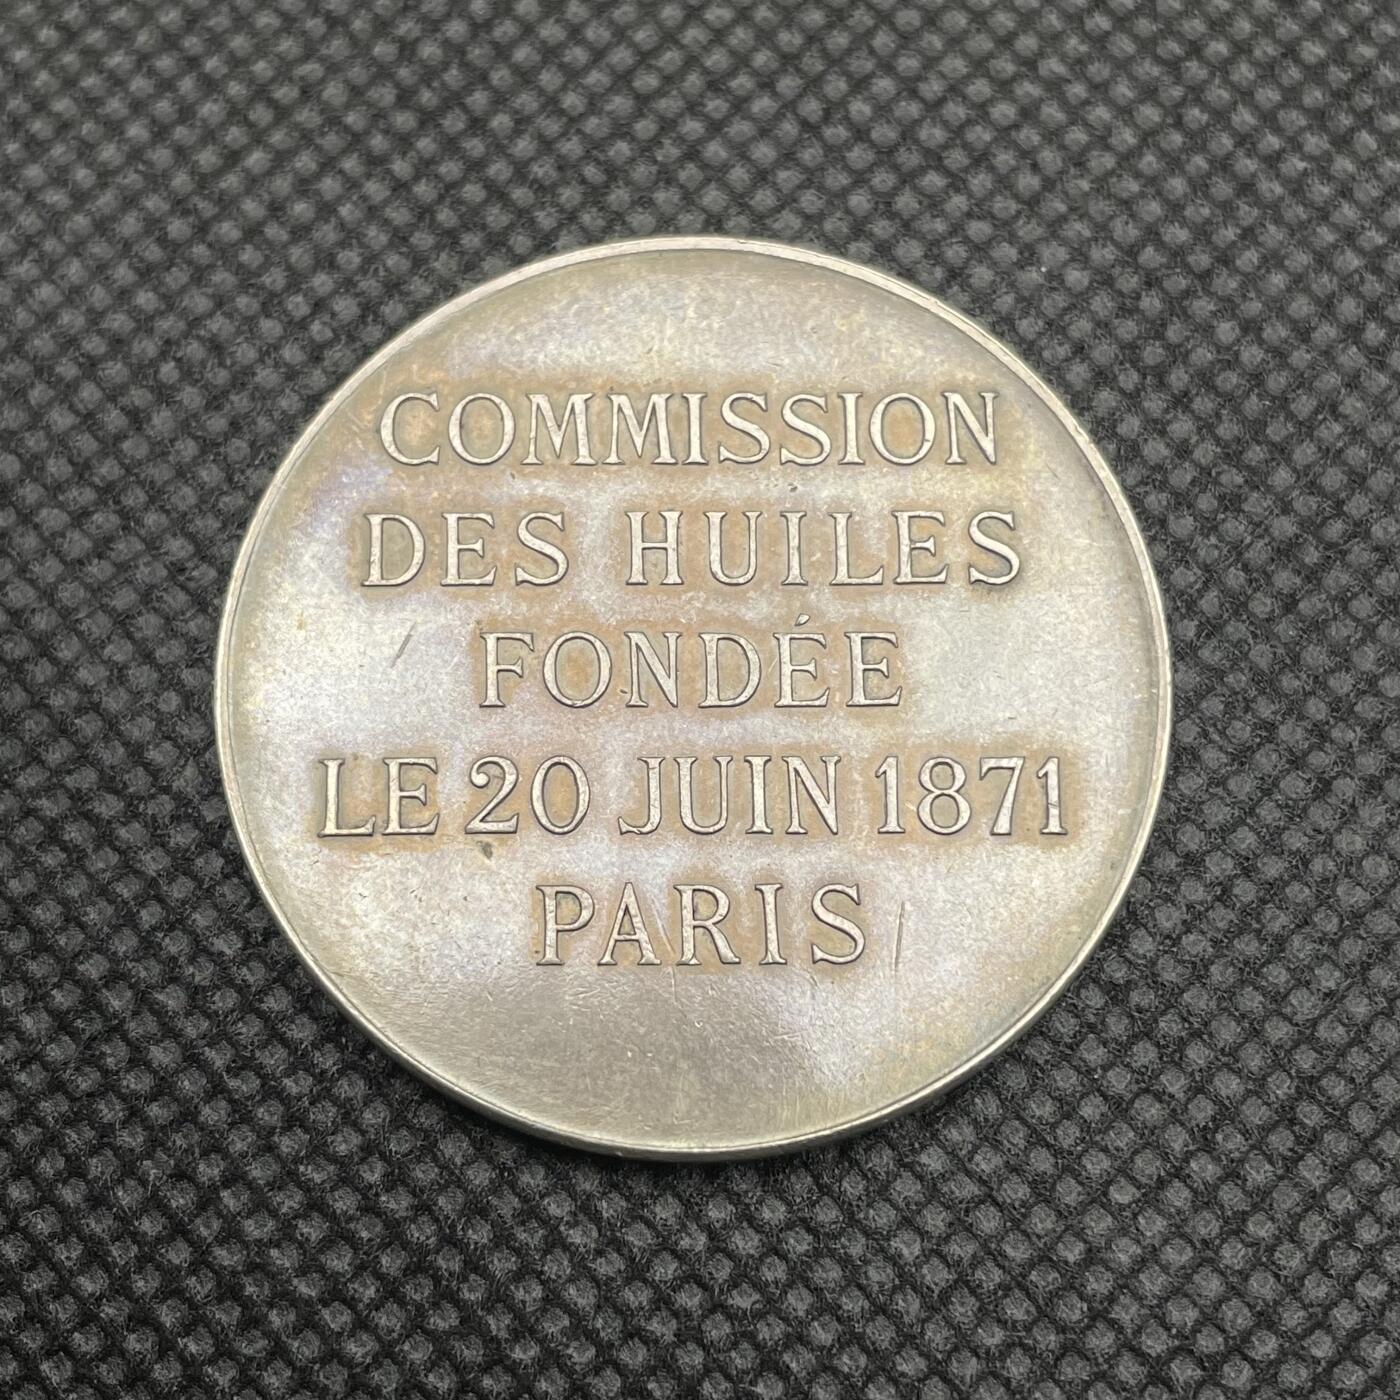 COMMISSION
DES HUILES
FONDÉE
LE 20 JUIN 1871
PARIS